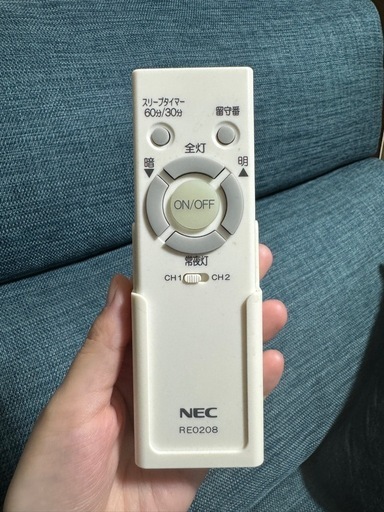 スリープタイマー
60分/30分
留守番
全灯
暗
明
▼
▲
ON/OFF
常夜灯
CH1 CH2
NEC
RE0208